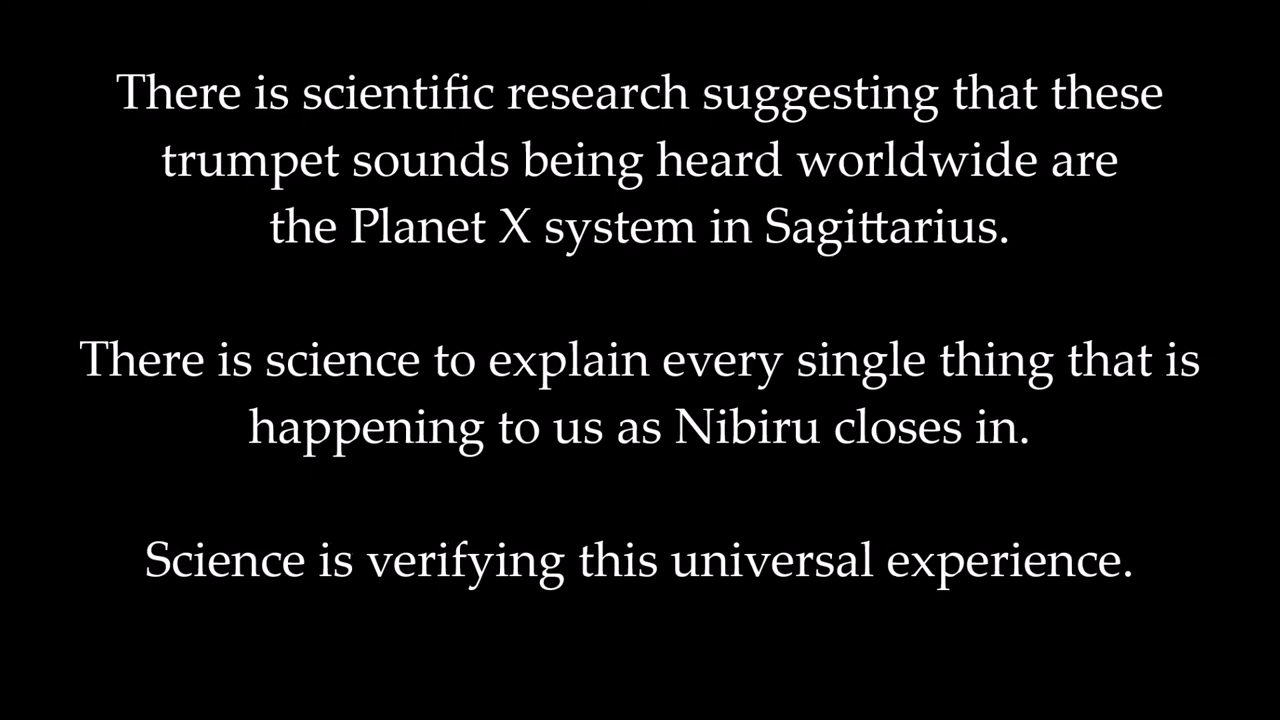 There is scientific research suggesting that these
trumpet sounds being heard worldwide are
the Planet X system in Sagittarius.
There is science to explain every single thing that is
happening to us as Nibiru closes in.
Science is verifying this universal experience.